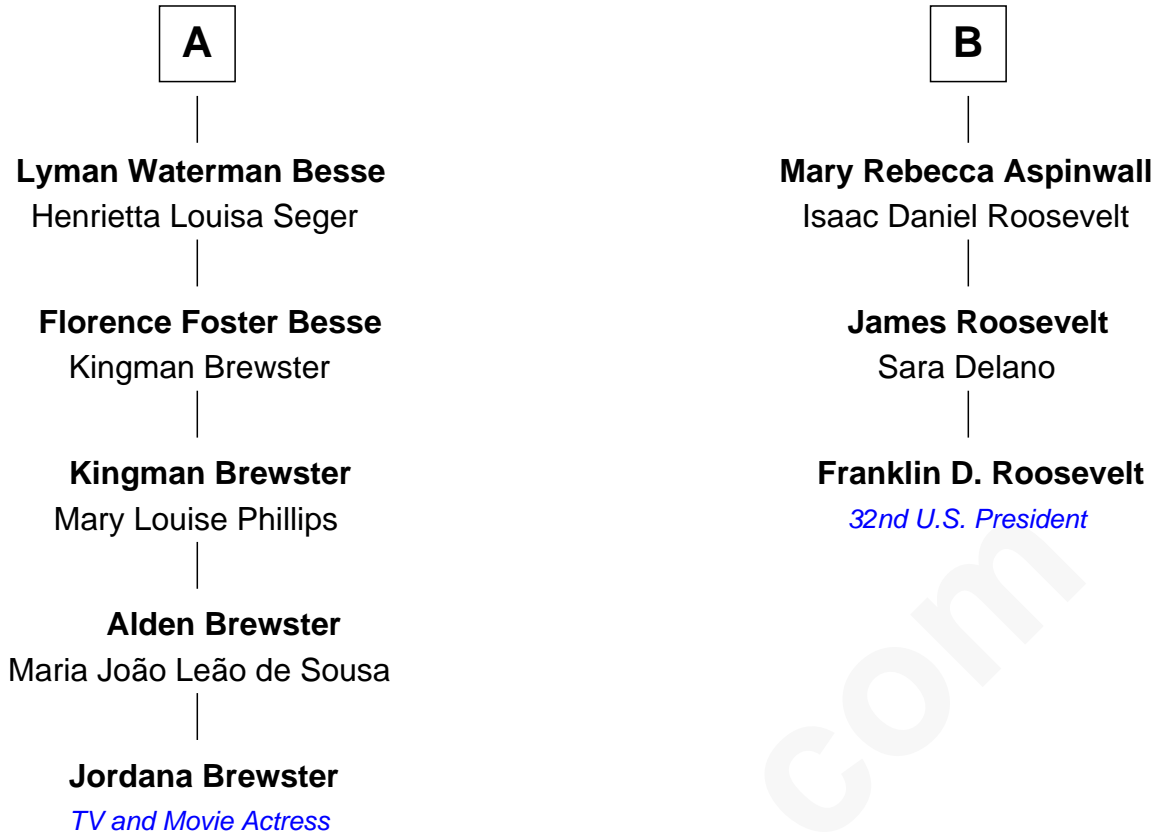 A
Lyman Waterman Besse
Henrietta Louisa Seger
Florence Foster Besse
Kingman Brewster
Kingman Brewster
Mary Louise Phillips
Alden Brewster
Maria João Leão de Sousa
Jordana Brewster
TV and Movie Actress
B
Mary Rebecca Aspinwall
Isaac Daniel Roosevelt
James Roosevelt
Sara Delano
Franklin D. Roosevelt
32nd U.S. President
com